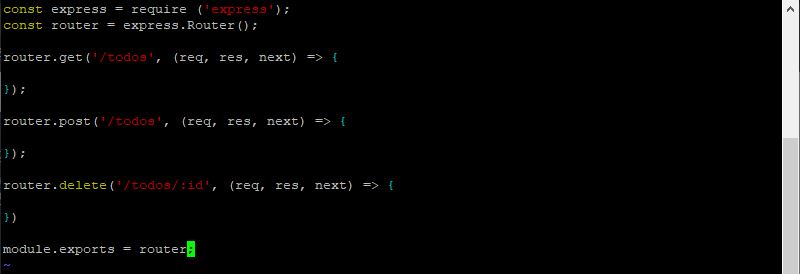 const express = require ('express');
const router = express.Router();
router.get('/todos', (req, res, next) => {
});
router.post('/todos', (req, res, next) => {
});
router.delete('/todos/:id', (req, res, next) => {
})
module.exports = router;
~